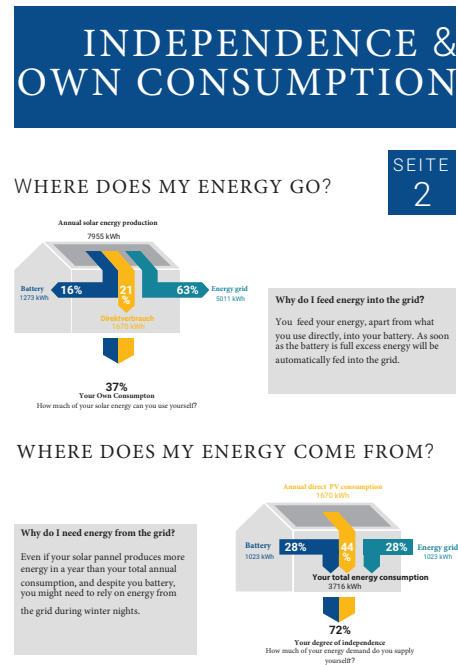 INDEPENDENCE &
OWN CONSUMPTION
SEITE
2
WHERE DOES MY ENERGY GO?
Annual solar energy production
7955 kWh
Battery
1273 kWh
16%
21
%
63%
Energy grid
5011 kWh
Direktverbrauch
1670 kWh
37%
Your Own Consumpton
How much of your solar energy can you use yourself?
Why do I feed energy into the grid?
You feed your energy, apart from what
you use directly, into your battery. As soon
as the battery is full excess energy will be
automatically fed into the grid.
WHERE DOES MY ENERGY COME FROM?
Why do I need energy from the grid?
Even if your solar pannel produces more
energy in a year than your total annual
consumption, and despite you battery,
you might need to rely on energy from
the grid during winter nights.
Annual direct PV consumption
1670 kWh
Battery
1023 kWh
28%
44
%
28%
Energy grid
1023 kWh
Your total energy consumption
3716 kWh
72%
Your degree of independence
How much of your energy demand do you supply
yourself?